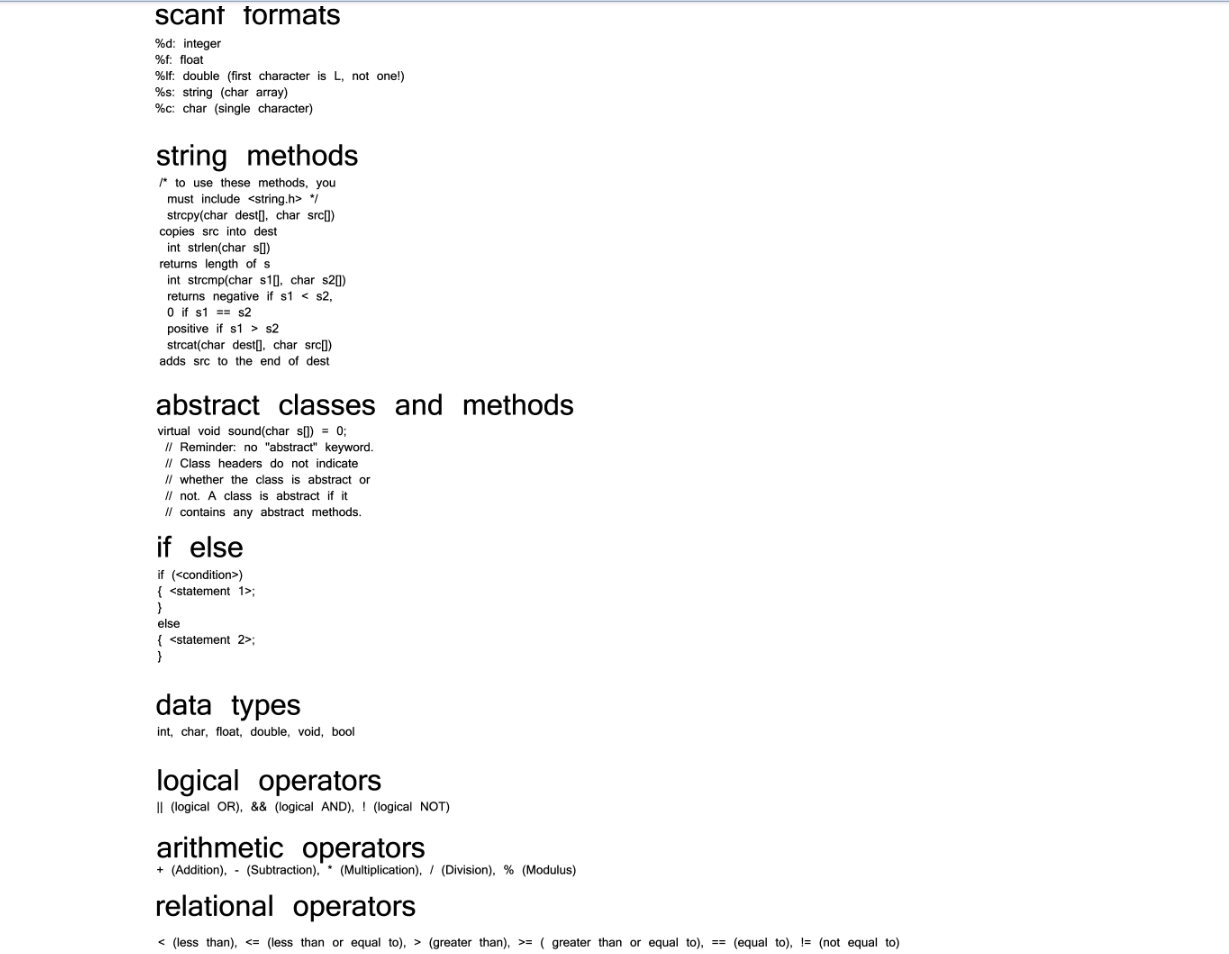 scanf formats
%d: integer
%f: float
%lf: double (first character is L, not one!)
%s: string (char array)
%c: char (single character)
string methods
/* to use these methods, you
must include <string.h> */
strcpy(char dest[], char src[])
copies src into dest
int strlen(char s[])
returns length of s
int strcmp(char s1[], char s2[])
returns negative if s1 < s2,
0 if s1 == s2
positive if s1 > s2
strcat(char dest[], char src[])
adds src to the end of dest
abstract classes and methods
virtual void sound(char s[]) = 0;
// Reminder: no "abstract" keyword.
// Class headers do not indicate
// whether the class is abstract or
// not. A class is abstract if it
// contains any abstract methods.
if else
if (<condition>)
{ <statement 1>;
}
else
{ <statement 2>;
}
data types
int, char, float, double, void, bool
logical operators
|| (logical OR), && (logical AND), ! (logical NOT)
arithmetic operators
+ (Addition), - (Subtraction), * (Multiplication), / (Division), % (Modulus)
relational operators
< (less than), <= (less than or equal to), > (greater than), >= ( greater than or equal to), == (equal to), != (not equal to)